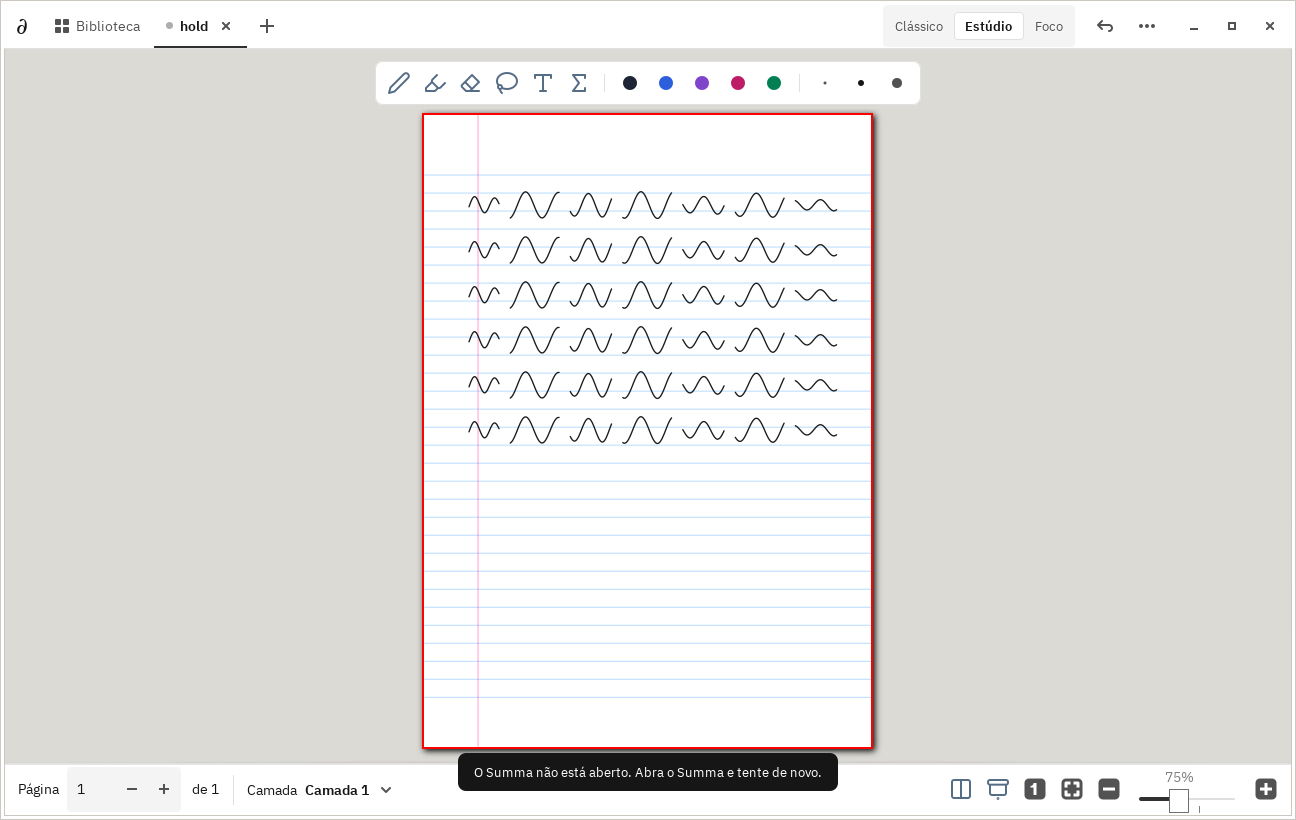 ∂ Biblioteca hold Clássico Estúdio Foco
Página 1 de 1 Camada Camada 1 1 75%
O Summa não está aberto. Abra o Summa e tente de novo.